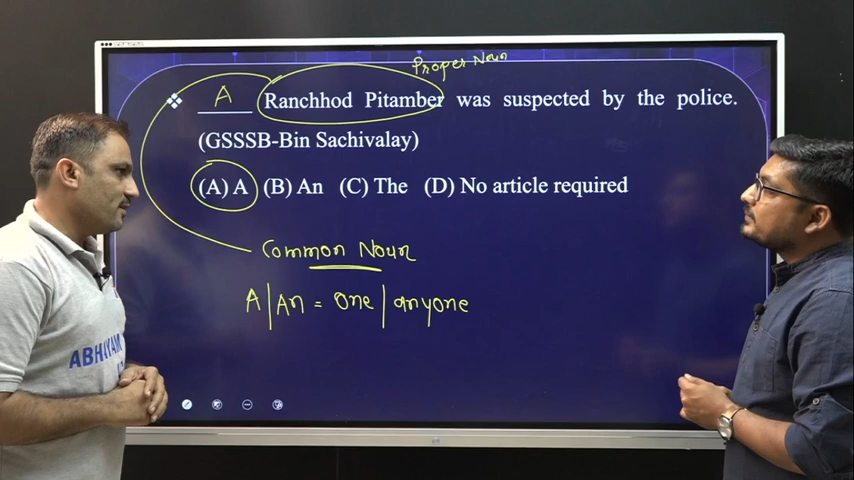 Proper Noun
A Ranchhod Pitamber was suspected by the police.
(GSSSB-Bin Sachivalay)
(A) A (B) An (C) The (D) No article required
Common Noun
A|An = One|anyone
ABHIYAM